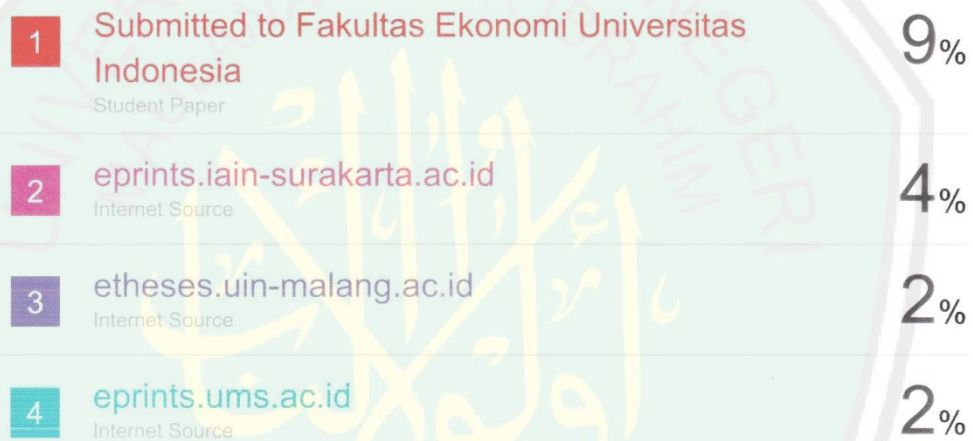 1
Submitted to Fakultas Ekonomi Universitas
Indonesia
Student Paper
9%
2
eprints.iain-surakarta.ac.id
Internet Source
4%
3
etheses.uin-malang.ac.id
Internet Source
2%
4
eprints.ums.ac.id
Internet Source
2%